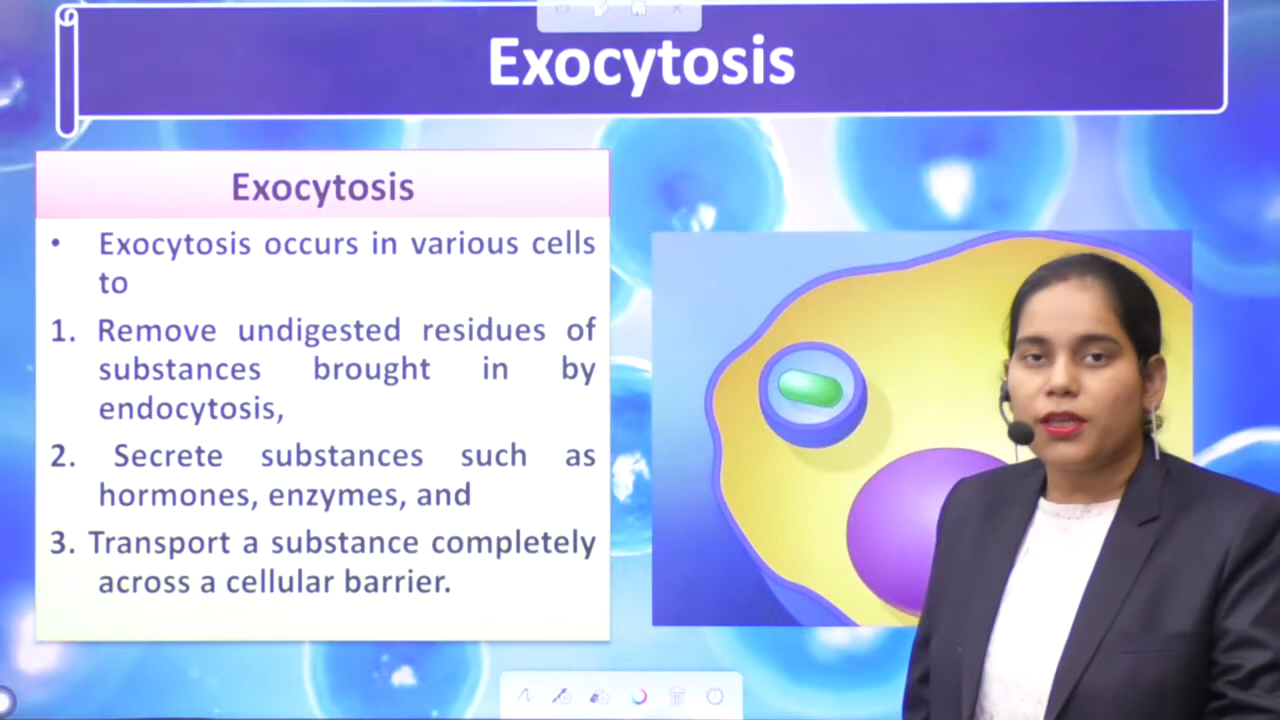 Exocytosis
Exocytosis
• Exocytosis occurs in various cells
to
1. Remove undigested residues of
substances brought in by
endocytosis,
2. Secrete substances such as
hormones, enzymes, and
3. Transport a substance completely
across a cellular barrier.